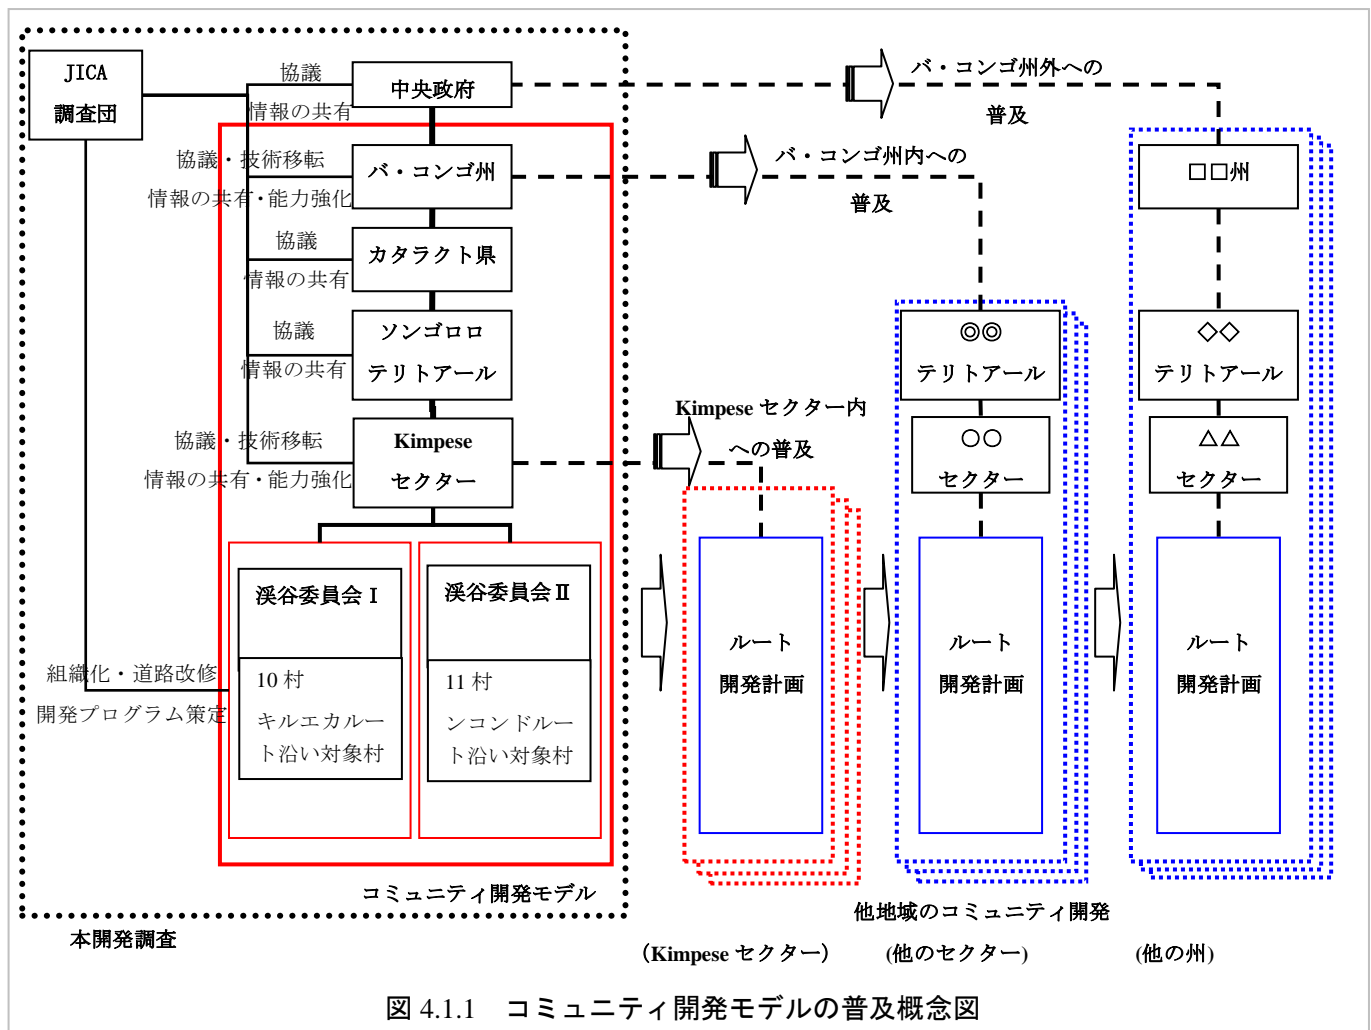 JICA
調査団
協議
情報の共有
中央政府
バ・コンゴ州外への
普及
協議・技術移転
情報の共有・能力強化
バ・コンゴ州
バ・コンゴ州内への
普及
□□州
協議
情報の共有
カタラクト県
協議
情報の共有
ソンゴロロ
テリトアール
◎◎
テリトアール
◇◇
テリトアール
協議・技術移転
情報の共有・能力強化
Kimpese
セクター
Kimpese セクター内
への普及
○○
セクター
△△
セクター
渓谷委員会 I
渓谷委員会 II
組織化・道路改修
開発プログラム策定
10 村
キルエカルー
ト沿い対象村
11 村
ンコンドルー
ト沿い対象村
ルート
開発計画
ルート
開発計画
ルート
開発計画
コミュニティ開発モデル
本開発調査
他地域のコミュニティ開発
（Kimpese セクター）
(他のセクター)
(他の州)
図 4.1.1　コミュニティ開発モデルの普及概念図